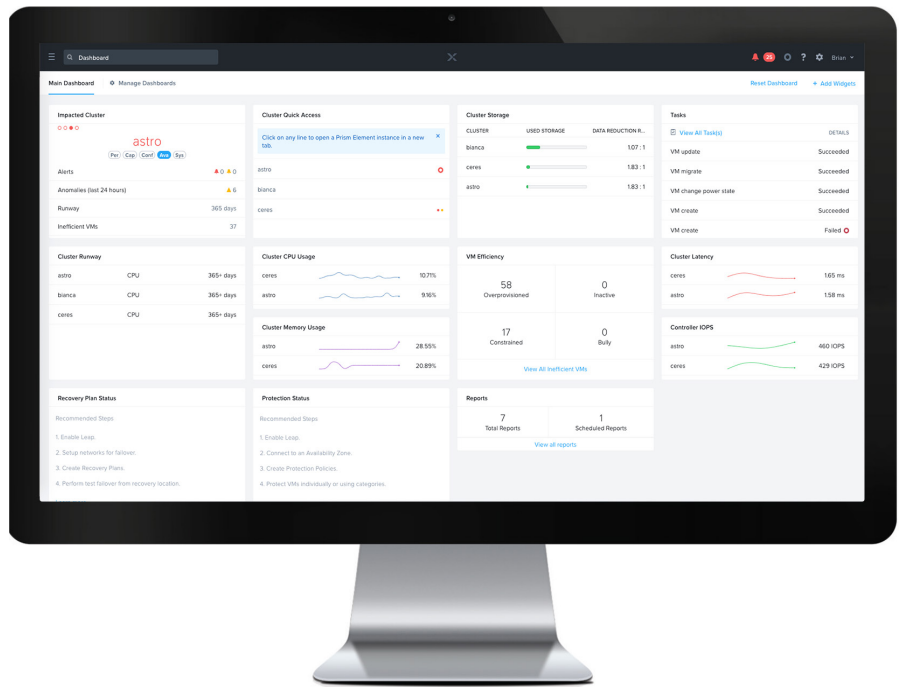 Dashboard
25
?
Brian
Main Dashboard
Manage Dashboards
Reset Dashboard
+ Add Widgets
Impacted Cluster
astro
Per Cap Conf Ava Sys
Alerts 0 0
Anomalies (last 24 hours) 6
Runway 365 days
Inefficient VMs 37
Cluster Quick Access
Click on any line to open a Prism Element instance in a new
tab.
×
astro
bianca
ceres
Cluster Storage
CLUSTER USED STORAGE DATA REDUCTION R...
bianca 1.07 : 1
ceres 1.83 : 1
astro 1.83 : 1
Tasks
View All Task(s) DETAILS
VM update Succeeded
VM migrate Succeeded
VM change power state Succeeded
VM create Succeeded
VM create Failed
Cluster Runway
astro CPU 365+ days
bianca CPU 365+ days
ceres CPU 365+ days
Cluster CPU Usage
ceres 10.71%
astro 9.16%
Cluster Memory Usage
astro 28.55%
ceres 20.89%
VM Efficiency
58
Overprovisioned
0
Inactive
17
Constrained
0
Bully
View All Inefficient VMs
Cluster Latency
ceres 1.65 ms
astro 1.58 ms
Controller IOPS
astro 460 IOPS
ceres 429 IOPS
Recovery Plan Status
Recommended Steps
1. Enable Leap.
2. Setup networks for failover.
3. Create Recovery Plans.
4. Perform test failover from recovery location.
Protection Status
Recommended Steps
1. Enable Leap.
2. Connect to an Availability Zone.
3. Create Protection Policies.
4. Protect VMs individually or using categories.
Reports
7
Total Reports
1
Scheduled Reports
View all reports